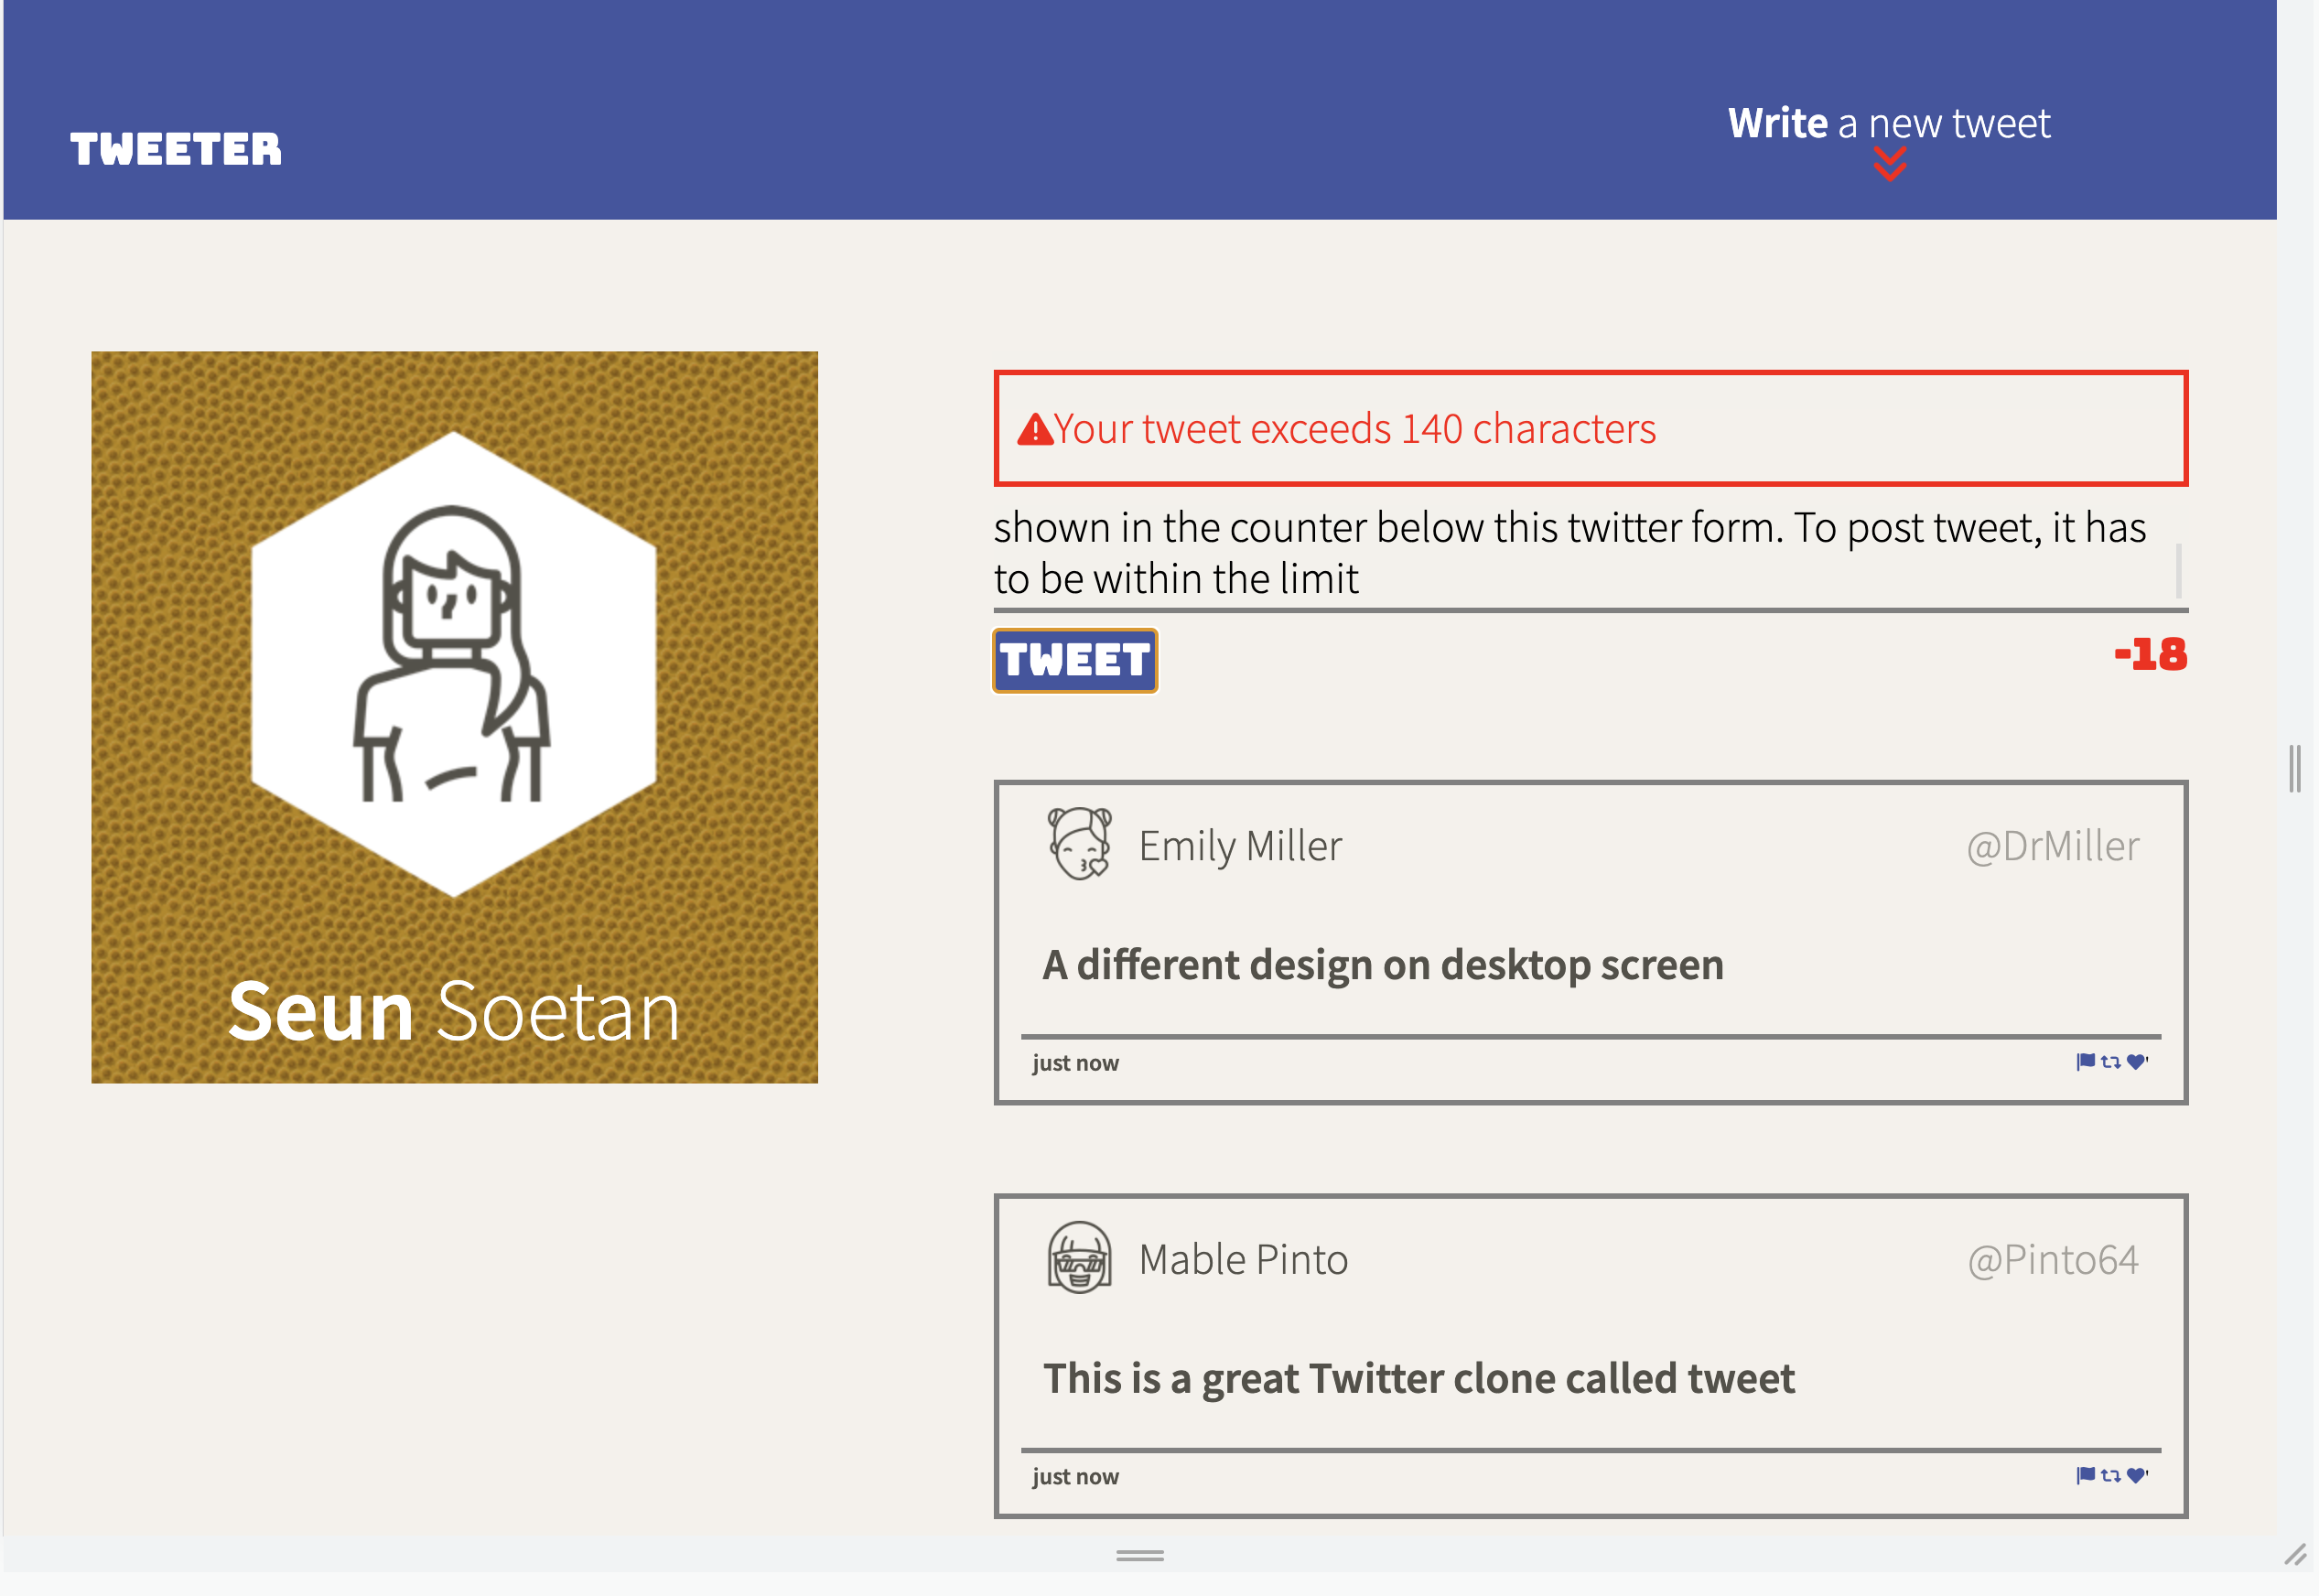 TWEETER
Write a new tweet
Seun Soetan
Your tweet exceeds 140 characters
shown in the counter below this twitter form. To post tweet, it has
to be within the limit
TWEET
-18
Emily Miller
@DrMiller
A different design on desktop screen
just now
Mable Pinto
@Pinto64
This is a great Twitter clone called tweet
just now